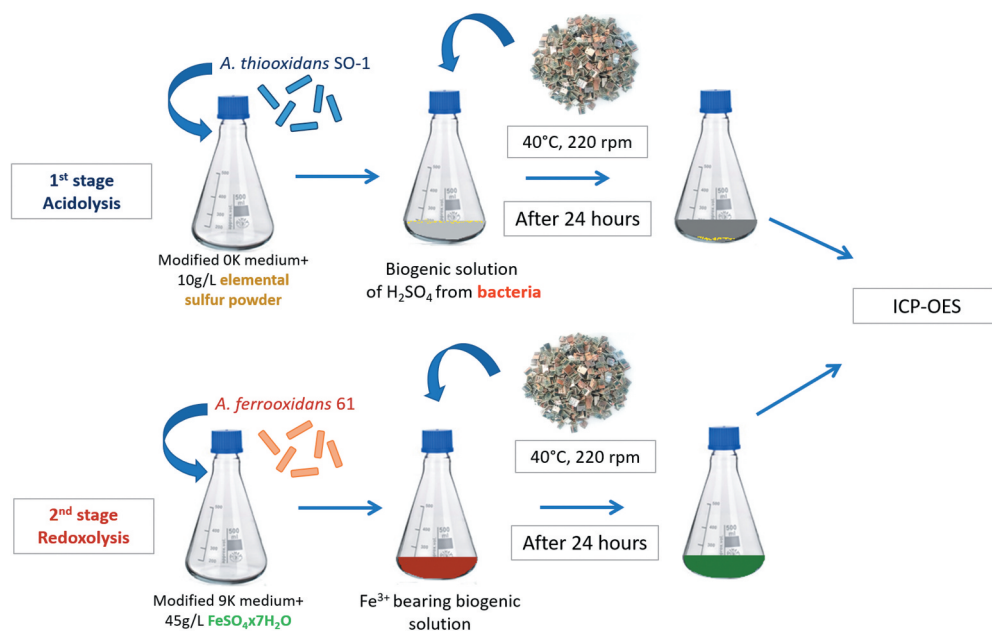 A. thiooxidans SO-1
40°C, 220 rpm
1st stage
Acidolysis
After 24 hours
Modified 0K medium+
10g/L elemental
sulfur powder
Biogenic solution
of H₂SO₄ from bacteria
ICP-OES
A. ferrooxidans 61
40°C, 220 rpm
2nd stage
Redoxolysis
After 24 hours
Modified 9K medium+
45g/L FeSO₄x7H₂O
Fe³⁺ bearing biogenic
solution